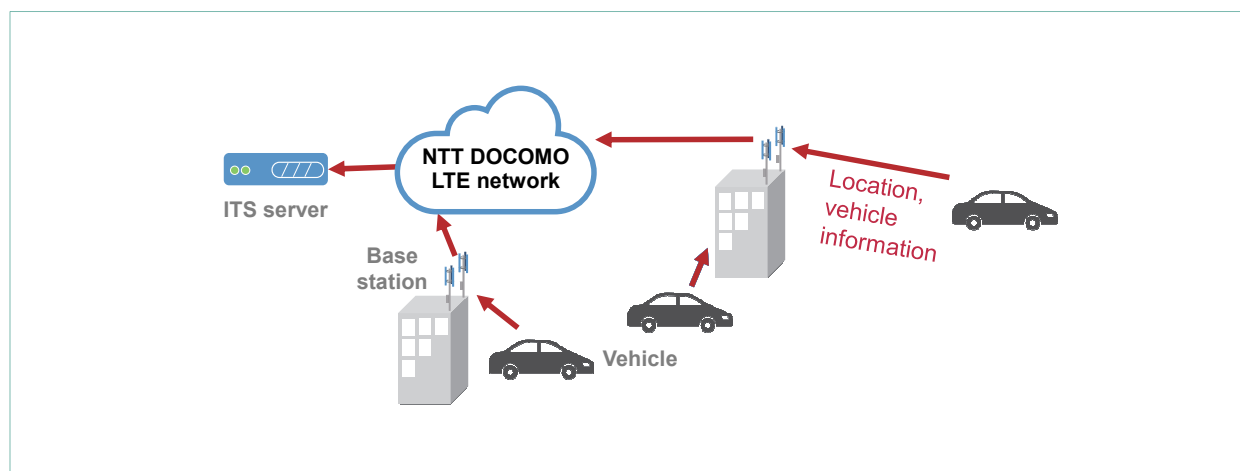 NTT DOCOMO
LTE network
ITS server
Location,
vehicle
information
Base
station
Vehicle